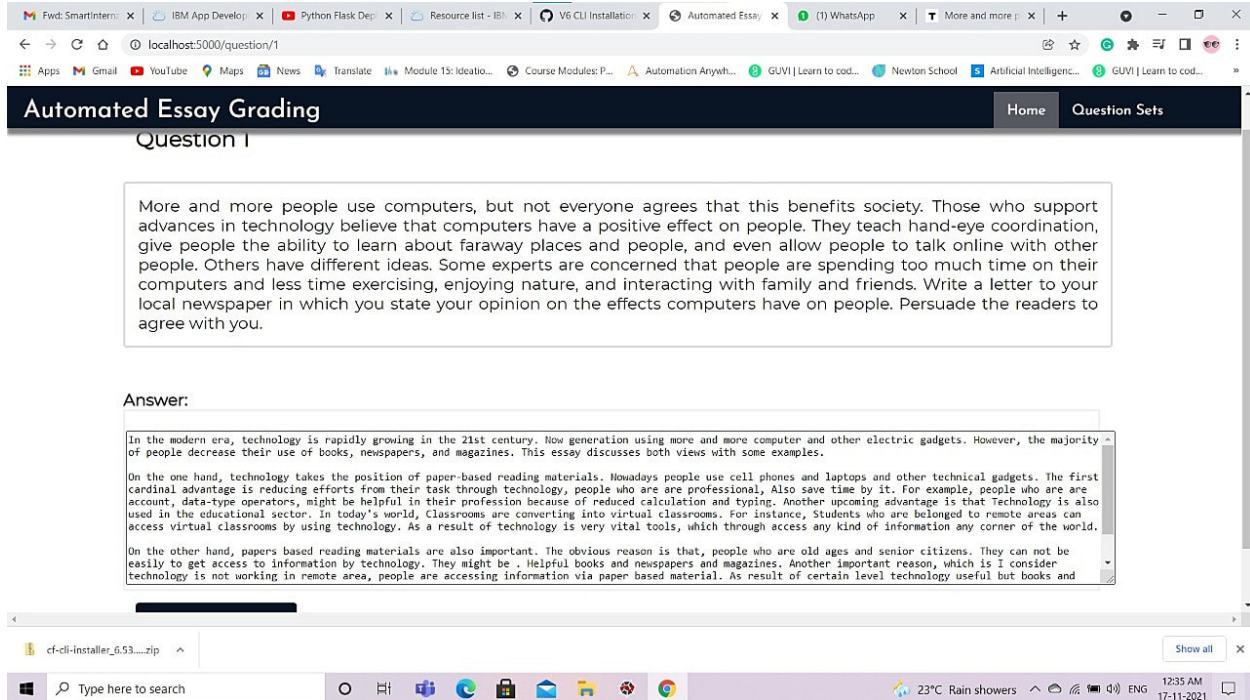 Fwd: SmartIntern
IBM App Develop
Python Flask Dep
Resource list - IBM
V6 CLI Installation
Automated Essay
(1) WhatsApp
More and more p
localhost:5000/question/1
Apps
Gmail
YouTube
Maps
News
Translate
Module 15: Ideatio...
Course Modules: P...
Automation Anywh...
GUVI | Learn to cod...
Newton School
Artificial Intelligenc...
GUVI | Learn to cod...
Automated Essay Grading
Home
Question Sets
Question 1
More and more people use computers, but not everyone agrees that this benefits society. Those who support
advances in technology believe that computers have a positive effect on people. They teach hand-eye coordination,
give people the ability to learn about faraway places and people, and even allow people to talk online with other
people. Others have different ideas. Some experts are concerned that people are spending too much time on their
computers and less time exercising, enjoying nature, and interacting with family and friends. Write a letter to your
local newspaper in which you state your opinion on the effects computers have on people. Persuade the readers to
agree with you.
Answer:
In the modern era, technology is rapidly growing in the 21st century. Now generation using more and more computer and other electric gadgets. However, the majority
of people decrease their use of books, newspapers, and magazines. This essay discusses both views with some examples.
On the one hand, technology takes the position of paper-based reading materials. Nowadays people use cell phones and laptops and other technical gadgets. The first
cardinal advantage is reducing efforts from their task through technology, people who are are professional, Also save time by it. For example, people who are are
account, data-type operators, might be helpful in their profession because of reduced calculation and typing. Another upcoming advantage is that Technology is also
used in the educational sector. In today's world, Classrooms are converting into virtual classrooms. For instance, Students who are belonged to remote areas can
access virtual classrooms by using technology. As a result of technology is very vital tools, which through access any kind of information any corner of the world.
On the other hand, papers based reading materials are also important. The obvious reason is that, people who are old ages and senior citizens. They can not be
easily to get access to information by technology. They might be . Helpful books and newspapers and magazines. Another important reason, which is I consider
technology is not working in remote area, people are accessing information via paper based material. As result of certain level technology useful but books and
cf-cli-installer_6.53.....zip
Show all
Type here to search
23°C Rain showers
ENG
12:35 AM
17-11-2021